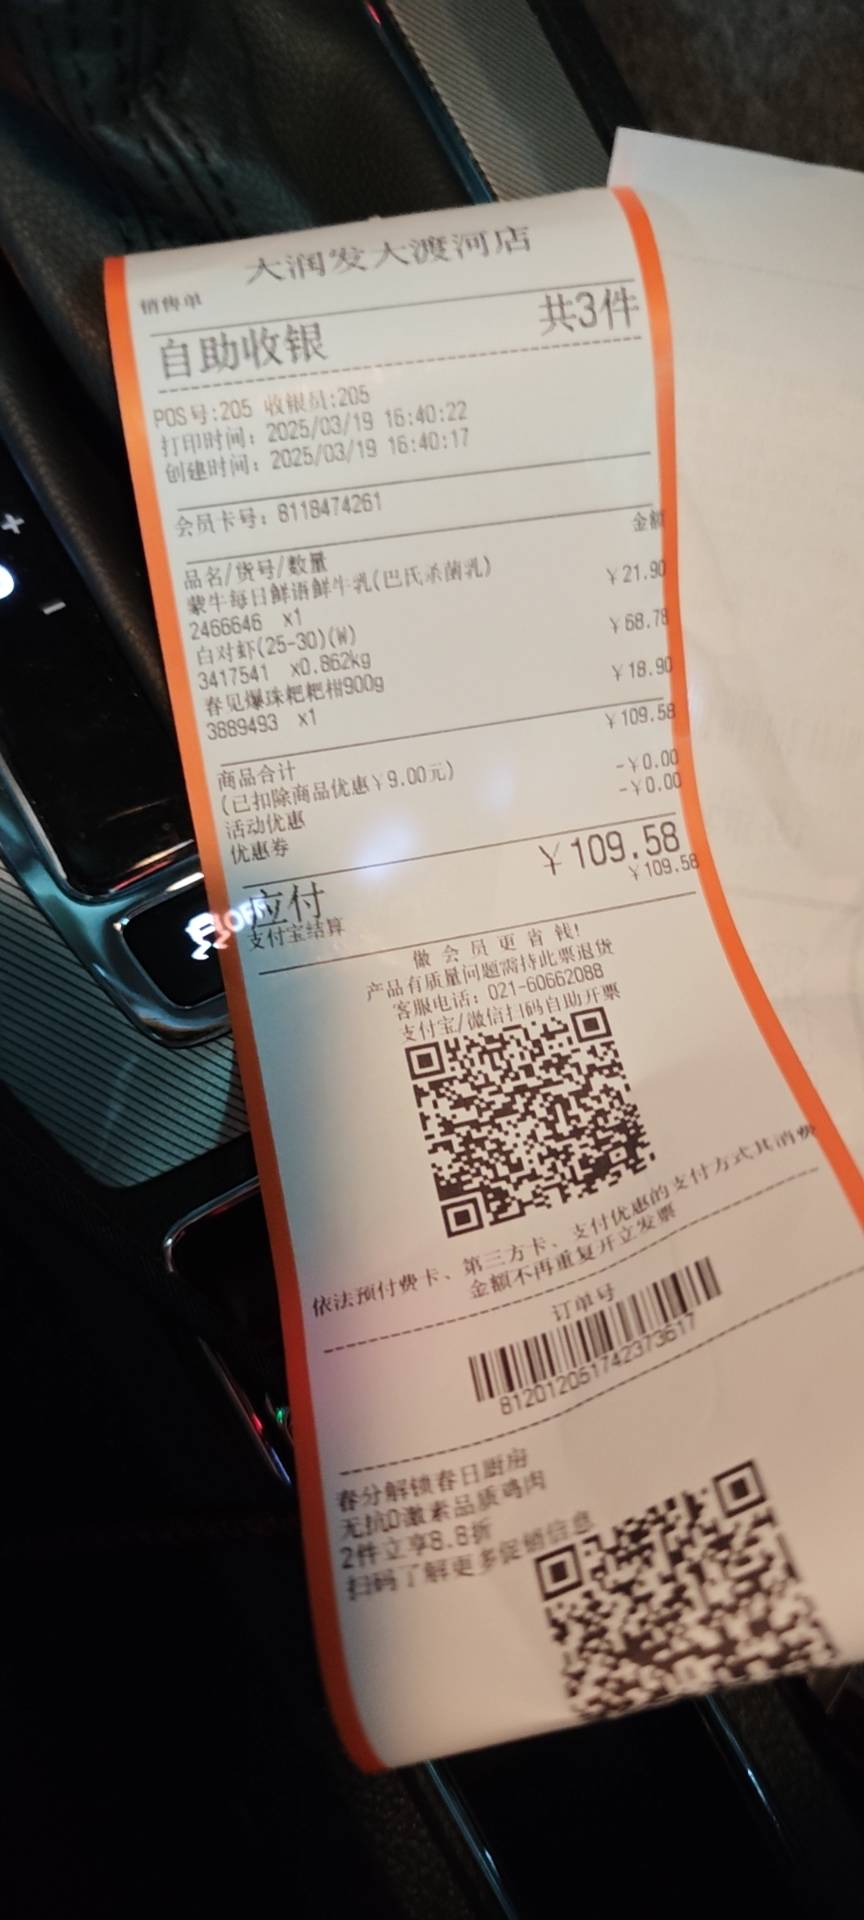 大润发大渡河店
销售单
自助收银 共3件
POS号:205 收银员:205
打印时间: 2025/03/19 16:40:22
创建时间: 2025/03/19 16:40:17
会员卡号: 8118474261
品名/货号/数量 金额
蒙牛每日鲜语鲜牛乳(巴氏杀菌乳)
2466646 x1 ￥21.90
白对虾(25-30)(W)
3417541 x0.862kg ￥68.78
春见爆珠粑粑柑900g
3889493 x1 ￥18.90
商品合计 ￥109.58
(已扣除商品优惠￥9.00元)
活动优惠 -￥0.00
优惠券 -￥0.00
应付 ￥109.58
支付宝结算 ￥109.58
做会员更省钱!
产品有质量问题需持此票退货
客服电话: 021-60662088
支付宝/微信扫码自助开票
依法预付费卡、第三方卡、支付优惠的支付方式其消费
金额不再重复开立发票
订单号
812012051742373617
春分解锁春日厨房
无抗0激素品质鸡肉
2件立享8.8折
扫码了解更多促销信息
OFF